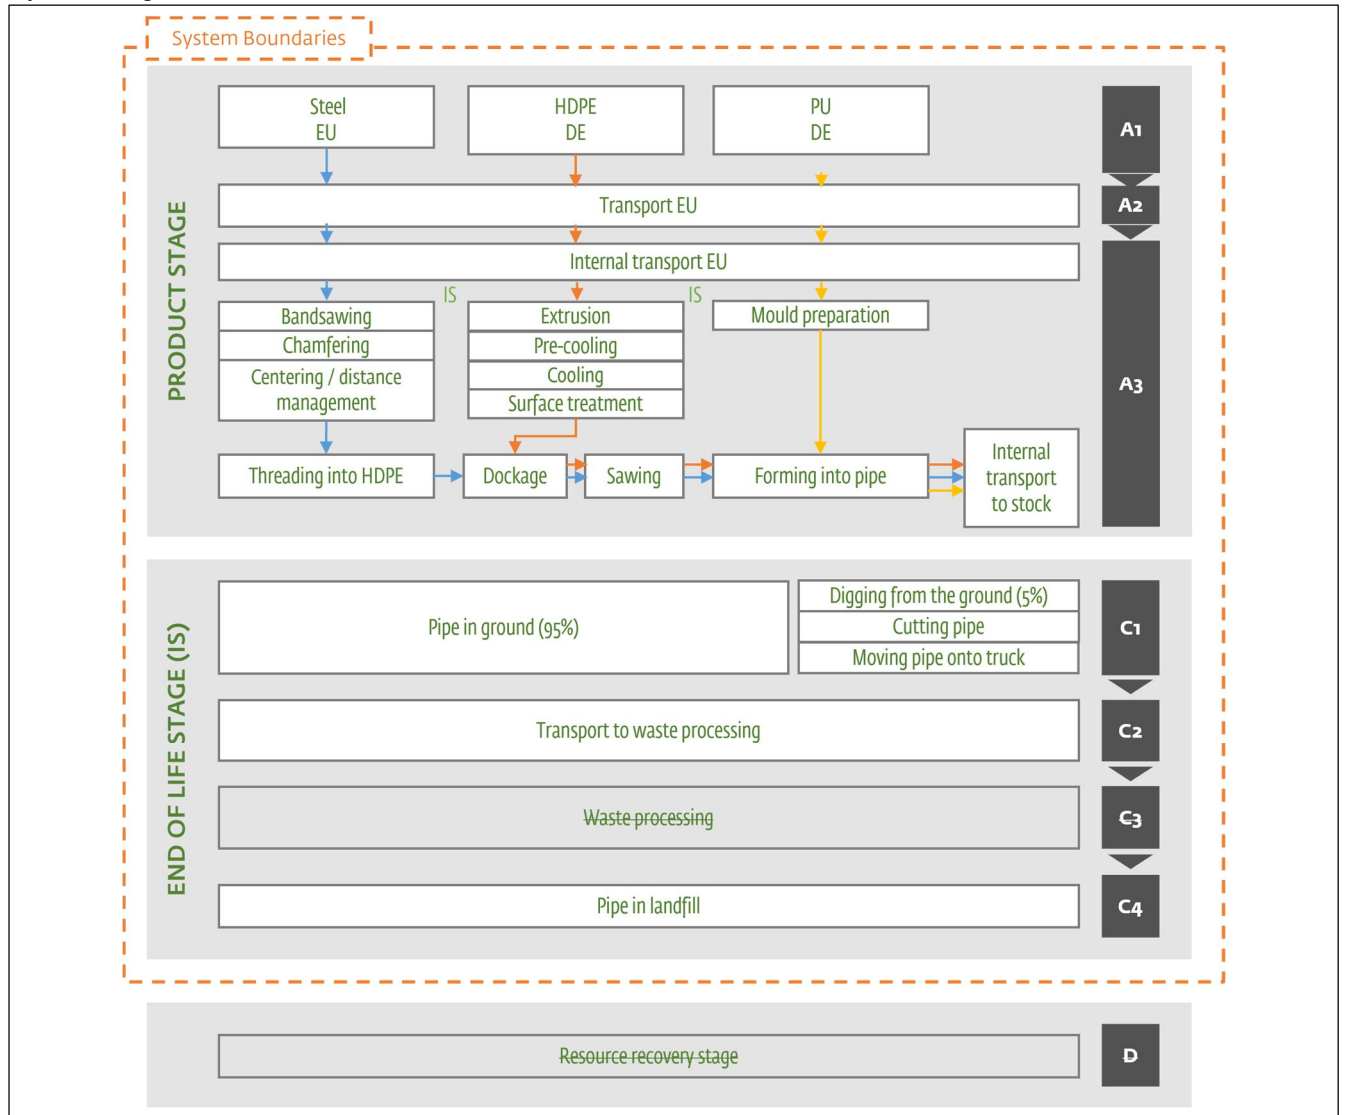 System Boundaries
PRODUCT STAGE
Steel
EU
HDPE
DE
PU
DE
A1
Transport EU
A2
Internal transport EU
A3
IS
IS
Bandsawing
Chamfering
Centering / distance
management
Extrusion
Pre-cooling
Cooling
Surface treatment
Mould preparation
Threading into HDPE
Dockage
Sawing
Forming into pipe
Internal
transport
to stock
END OF LIFE STAGE (IS)
Pipe in ground (95%)
Digging from the ground (5%)
Cutting pipe
Moving pipe onto truck
C1
Transport to waste processing
C2
Waste processing
C3
Pipe in landfill
C4
Resource recovery stage
D